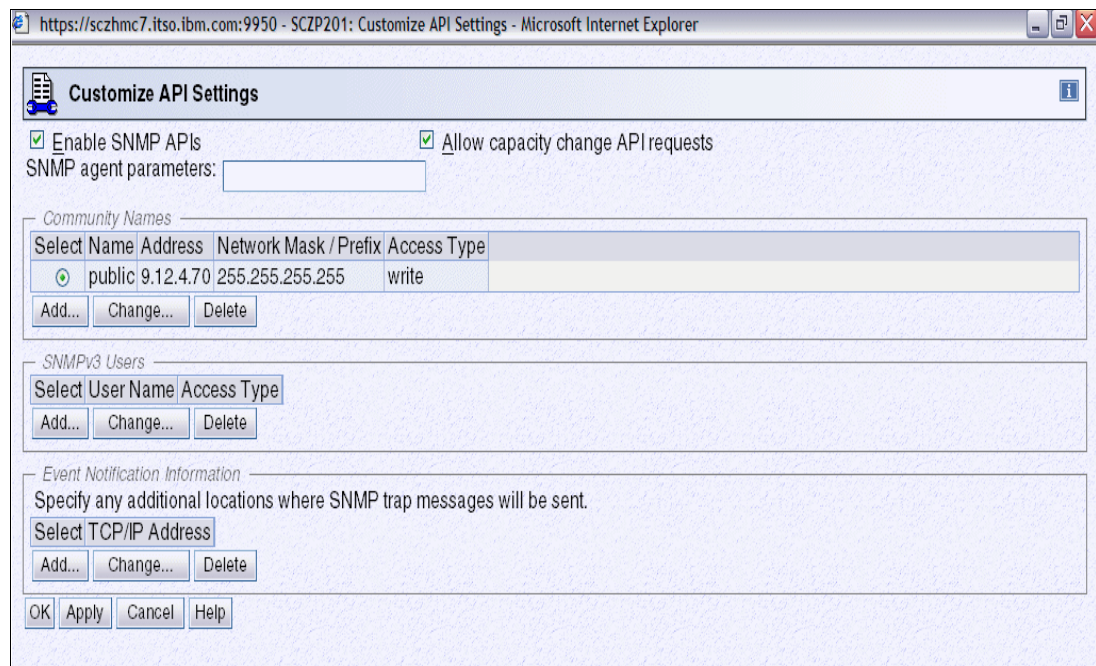 https://sczhmc7.itso.ibm.com:9950 - SCZP201: Customize API Settings - Microsoft Internet Explorer
Customize API Settings
Enable SNMP APIs Allow capacity change API requests
SNMP agent parameters:
Community Names
Select Name Address Network Mask / Prefix Access Type
public 9.12.4.70 255.255.255.255 write
Add... Change... Delete
SNMPv3 Users
Select User Name Access Type
Add... Change... Delete
Event Notification Information
Specify any additional locations where SNMP trap messages will be sent.
Select TCP/IP Address
Add... Change... Delete
OK Apply Cancel Help